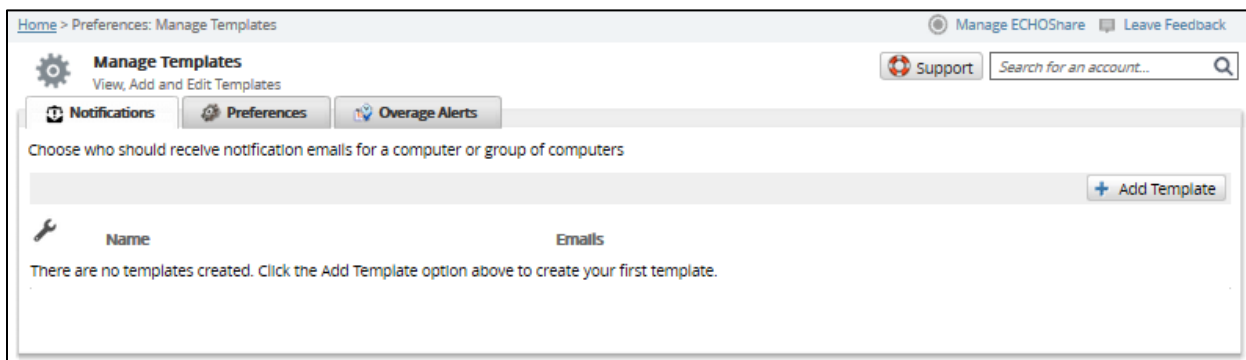 Home > Preferences: Manage Templates
Manage ECHOShare
Leave Feedback
Manage Templates
View, Add and Edit Templates
Support
Search for an account...
Notifications
Preferences
Overage Alerts
Choose who should receive notification emails for a computer or group of computers
+ Add Template
Name
Emails
There are no templates created. Click the Add Template option above to create your first template.